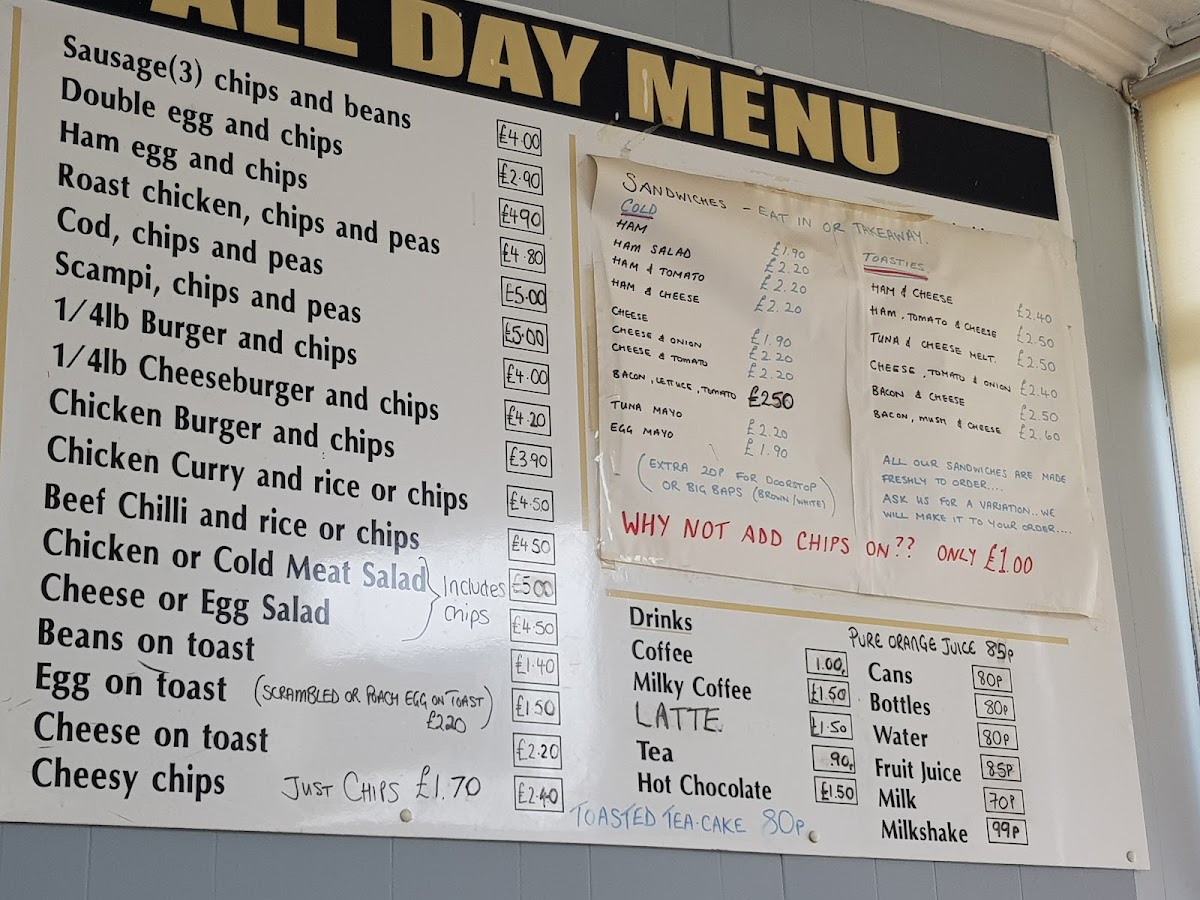 ALL DAY MENU
Sausage(3) chips and beans £4.00
Double egg and chips £2.90
Ham egg and chips £490
Roast chicken, chips and peas £4.80
Cod, chips and peas £5.00
Scampi, chips and peas £5.00
1/4lb Burger and chips £4.00
1/4lb Cheeseburger and chips £4.20
Chicken Burger and chips £3.90
Chicken Curry and rice or chips £4.50
Beef Chilli and rice or chips £4.50
Chicken or Cold Meat Salad £500
Includes chips
Cheese or Egg Salad £4.50
Beans on toast £1.40
Egg on toast (SCRAMBLED OR POACH EGG ON TOAST) £1.50
£220
Cheese on toast £2.20
Cheesy chips £2.40
JUST CHIPS £1.70
SANDWICHES - EAT IN OR TAKEAWAY.
COLD
HAM £1.90
HAM SALAD £2.20
HAM & TOMATO £2.20
HAM & CHEESE £2.20
CHEESE £1.90
CHEESE & ONION £2.20
CHEESE & TOMATO £2.20
BACON, LETTUCE, TOMATO £250
TUNA MAYO £2.20
EGG MAYO £1.90
(EXTRA 20P FOR DOORSTOP
OR BIG BAPS (BROWN/WHITE))
TOASTIES
HAM & CHEESE £2.40
HAM, TOMATO & CHEESE £2.50
TUNA & CHEESE MELT. £2.50
CHEESE, TOMATO & ONION £2.40
BACON & CHEESE £2.50
BACON, MUSH & CHEESE £2.60
ALL OUR SANDWICHES ARE MADE
FRESHLY TO ORDER....
ASK US FOR A VARIATION..WE
WILL MAKE IT TO YOUR ORDER....
WHY NOT ADD CHIPS ON?? ONLY £1.00
Drinks
Coffee 1.00
Milky Coffee £1.50
LATTE £1.50
Tea 90p
Hot Chocolate £1.50
TOASTED TEA-CAKE 80p
PURE ORANGE JUICE 85p
Cans 80P
Bottles 80P
Water 80P
Fruit Juice 85P
Milk 70P
Milkshake 99P